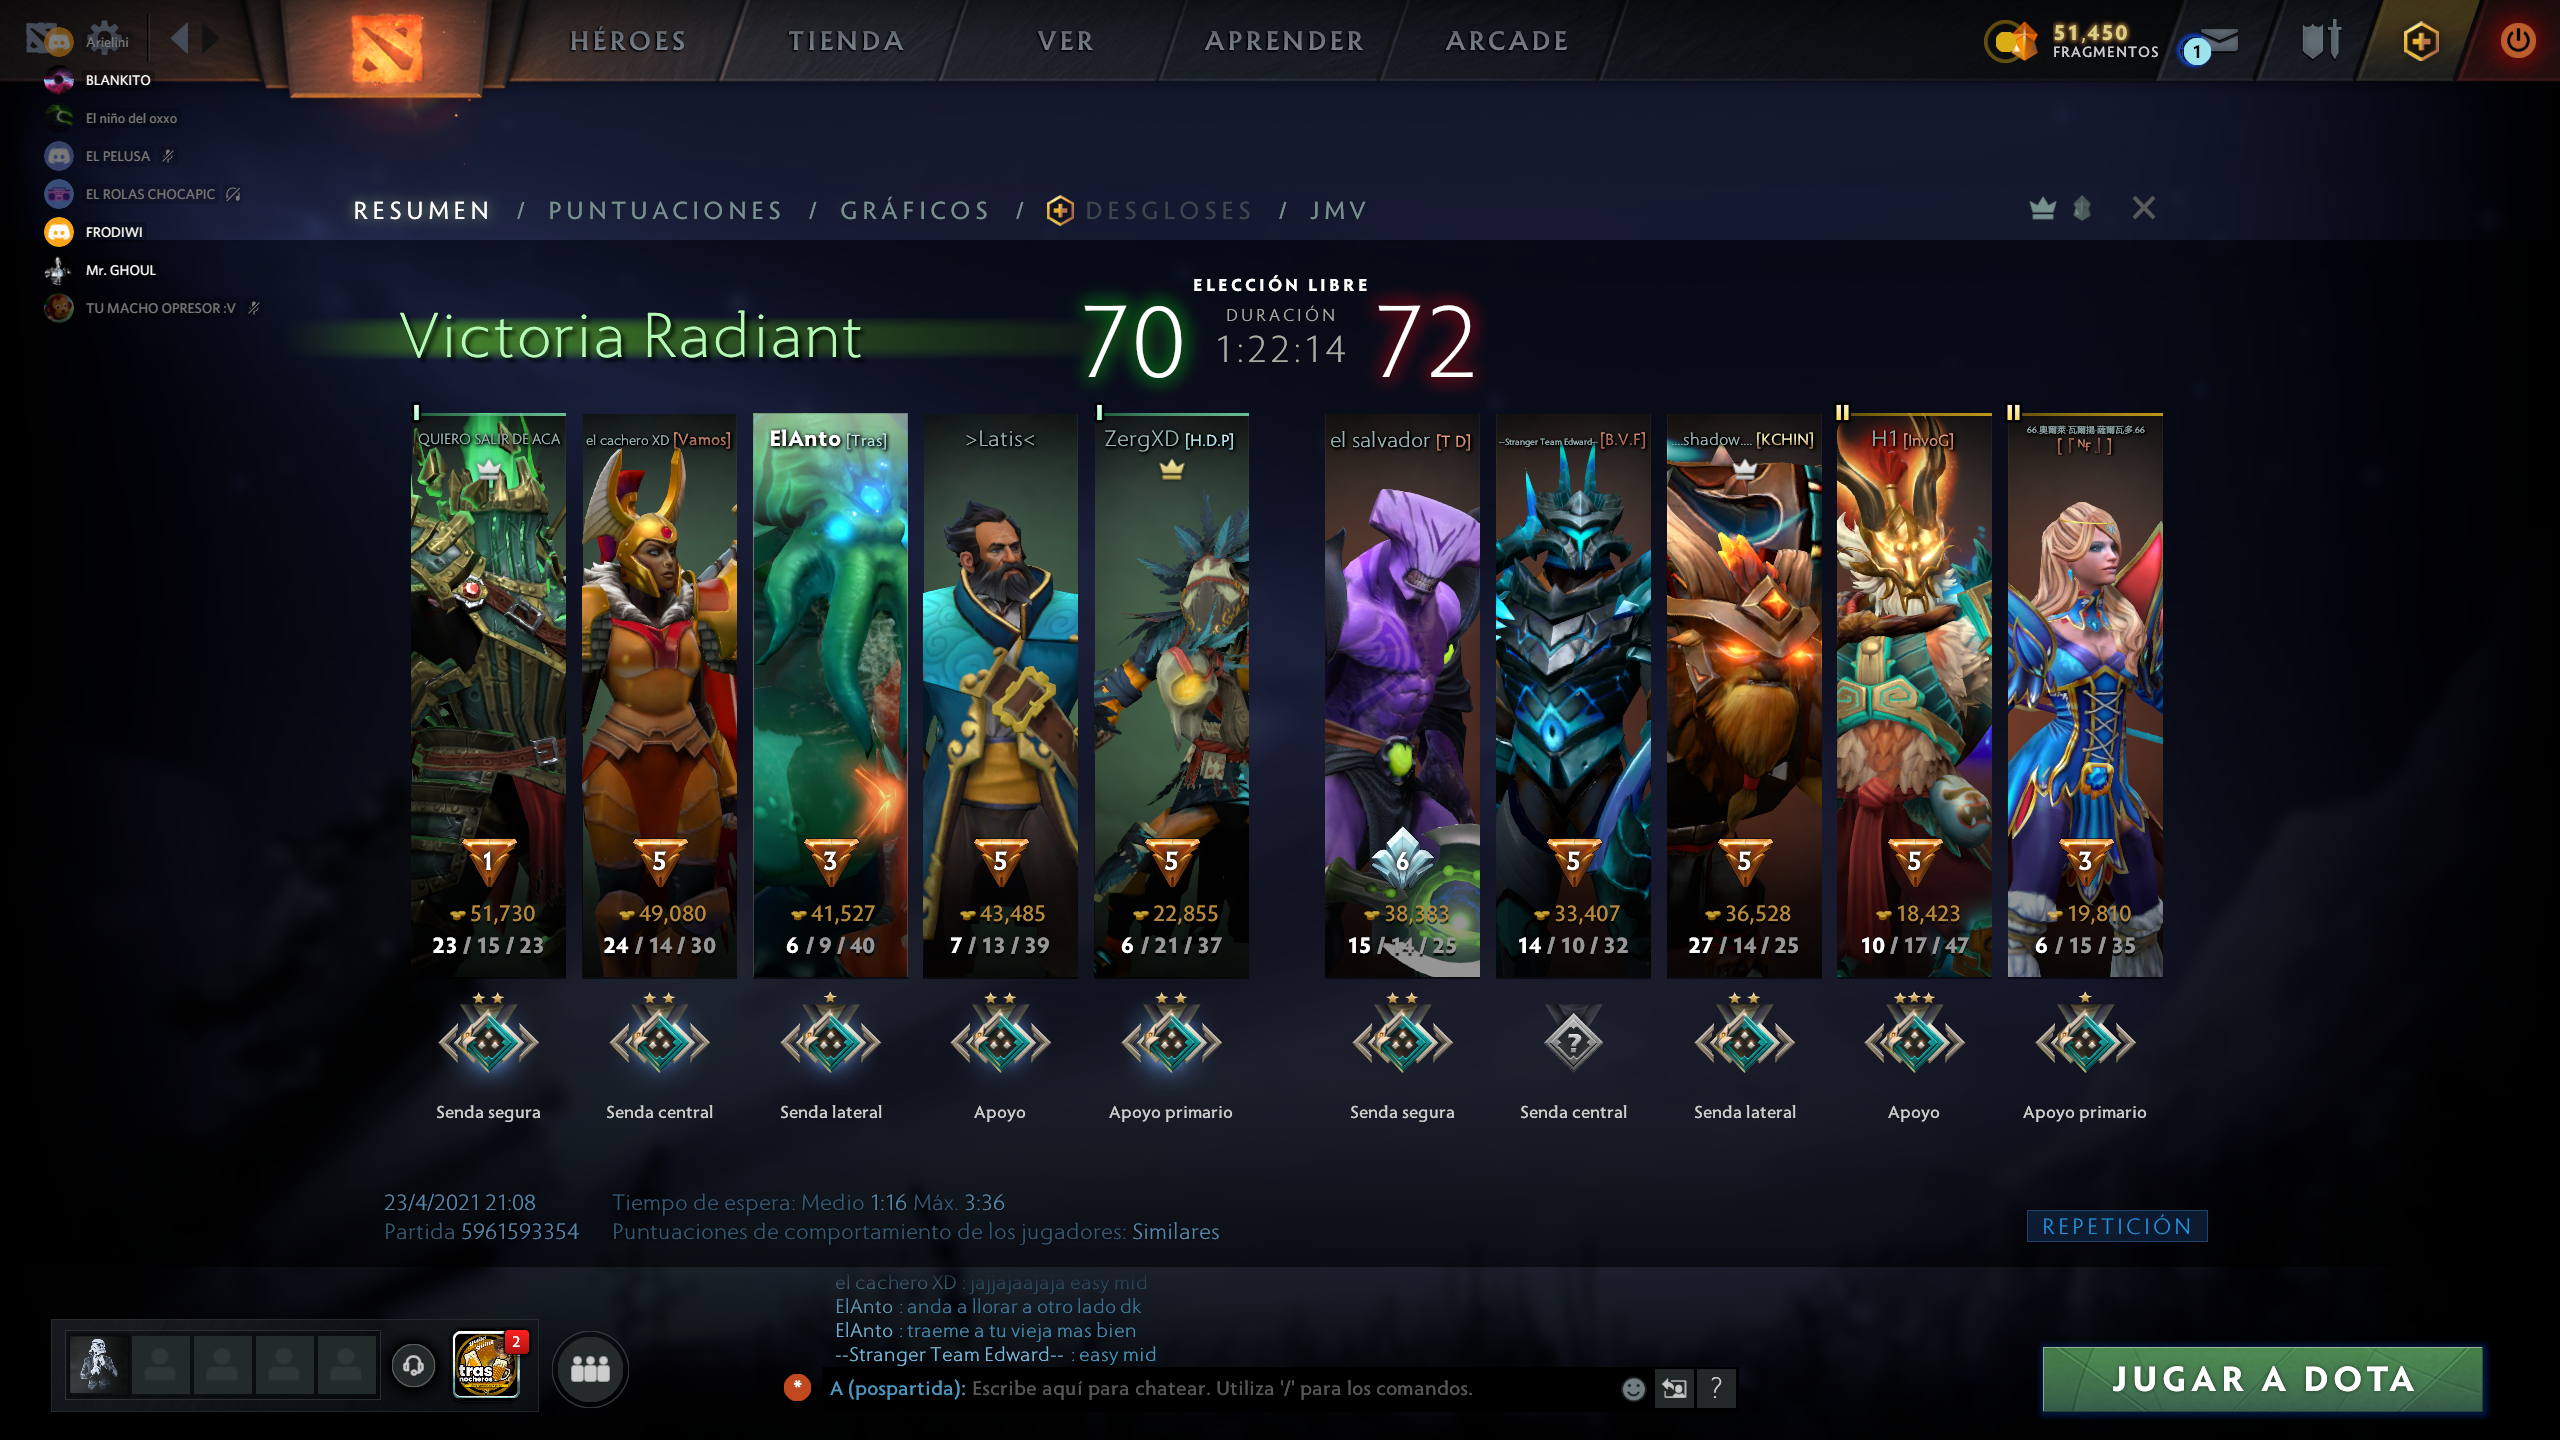 HÉROES
TIENDA
VER
APRENDER
ARCADE
51,450
FRAGMENTOS
1
Arielini
BLANKITO
El niño del oxxo
EL PELUSA
EL ROLAS CHOCAPIC
FRODIWI
Mr. GHOUL
TU MACHO OPRESOR :V
RESUMEN / PUNTUACIONES / GRÁFICOS / DESGLOSES / JMV
Victoria Radiant
70
ELECCIÓN LIBRE
DURACIÓN
1:22:14
72
I
QUIERO SALIR DE ACA
1
51,730
23 / 15 / 23
Senda segura
el cachero XD [Vamos]
5
49,080
24 / 14 / 30
Senda central
ElAnto [Tras]
3
41,527
6 / 9 / 40
Senda lateral
>Latis<
5
43,485
7 / 13 / 39
Apoyo
I
ZergXD [H.D.P]
5
22,855
6 / 21 / 37
Apoyo primario
el salvador [T D]
6
38,383
15 / 14 / 25
Senda segura
--Stranger Team Edward-- [B.V.F]
5
33,407
14 / 10 / 32
?
Senda central
....shadow.... [KCHIN]
5
36,528
27 / 14 / 25
Senda lateral
II
H1 [InvoG]
5
18,423
10 / 17 / 47
Apoyo
II
3
19,810
6 / 15 / 35
Apoyo primario
23/4/2021 21:08
Partida 5961593354
Tiempo de espera: Medio 1:16 Máx. 3:36
Puntuaciones de comportamiento de los jugadores: Similares
REPETICIÓN
el cachero XD : jajjajaajaja easy mid
ElAnto : anda a llorar a otro lado dk
ElAnto : traeme a tu vieja mas bien
--Stranger Team Edward-- : easy mid
A (pospartida): Escribe aquí para chatear. Utiliza '/' para los comandos.
?
2
tras
nocheros
JUGAR A DOTA